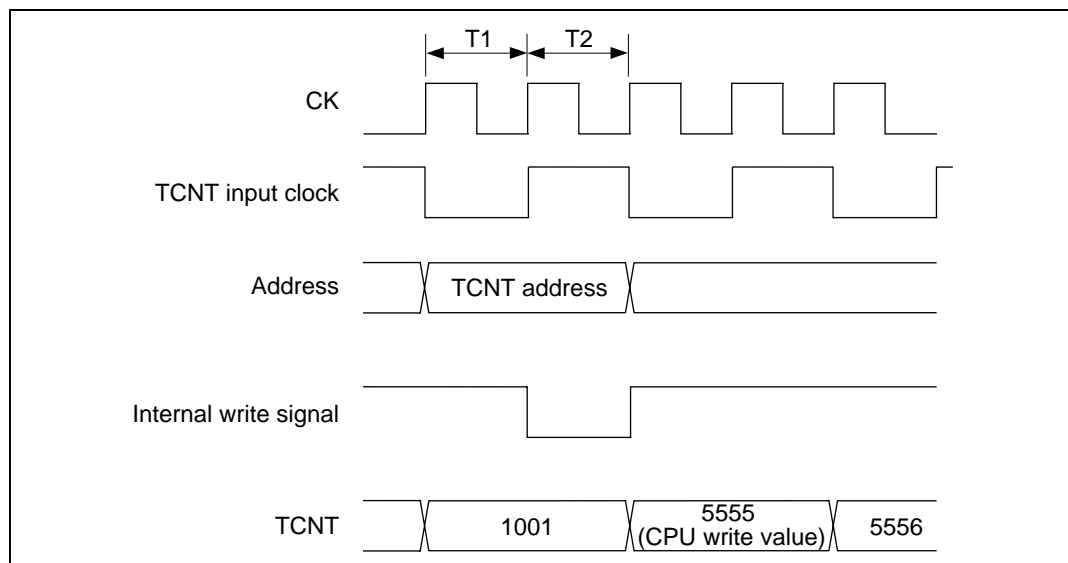 T1 T2
CK
TCNT input clock
Address TCNT address
Internal write signal
TCNT 1001 5555 5556
(CPU write value)